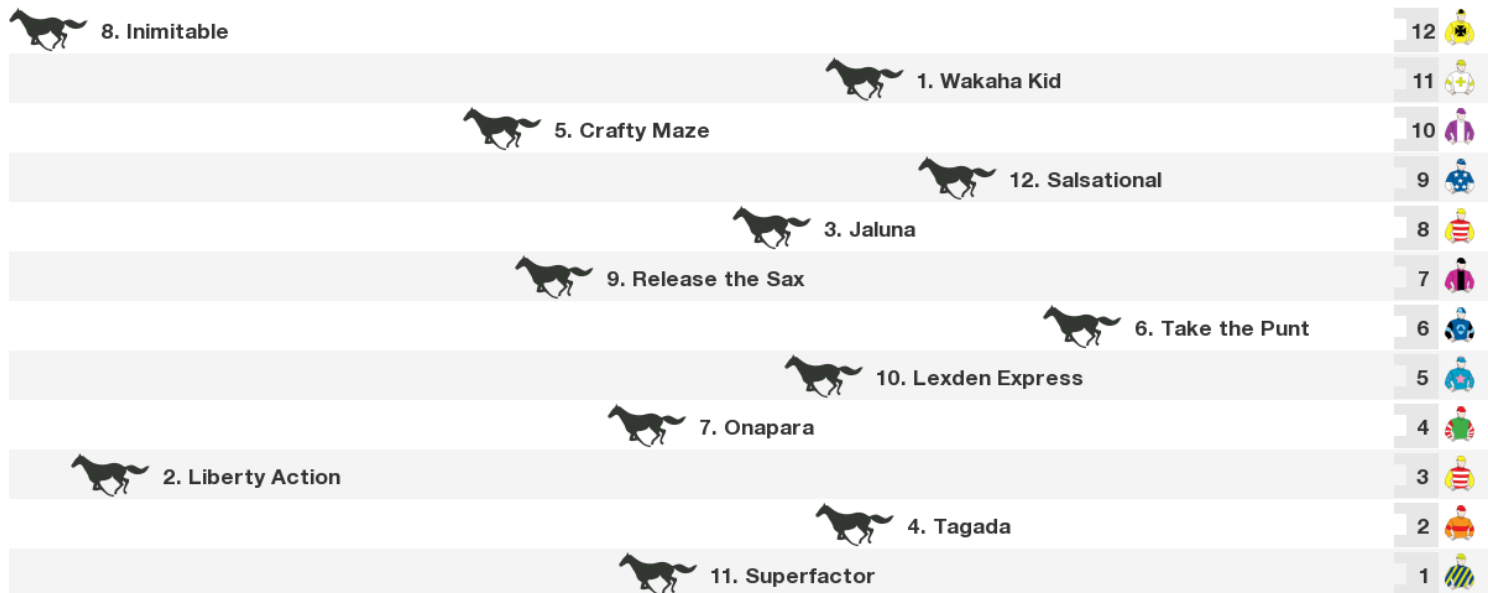 8. Inimitable 12
1. Wakaha Kid 11
5. Crafty Maze 10
12. Salsational 9
3. Jaluna 8
9. Release the Sax 7
6. Take the Punt 6
10. Lexden Express 5
7. Onapara 4
2. Liberty Action 3
4. Tagada 2
11. Superfactor 1